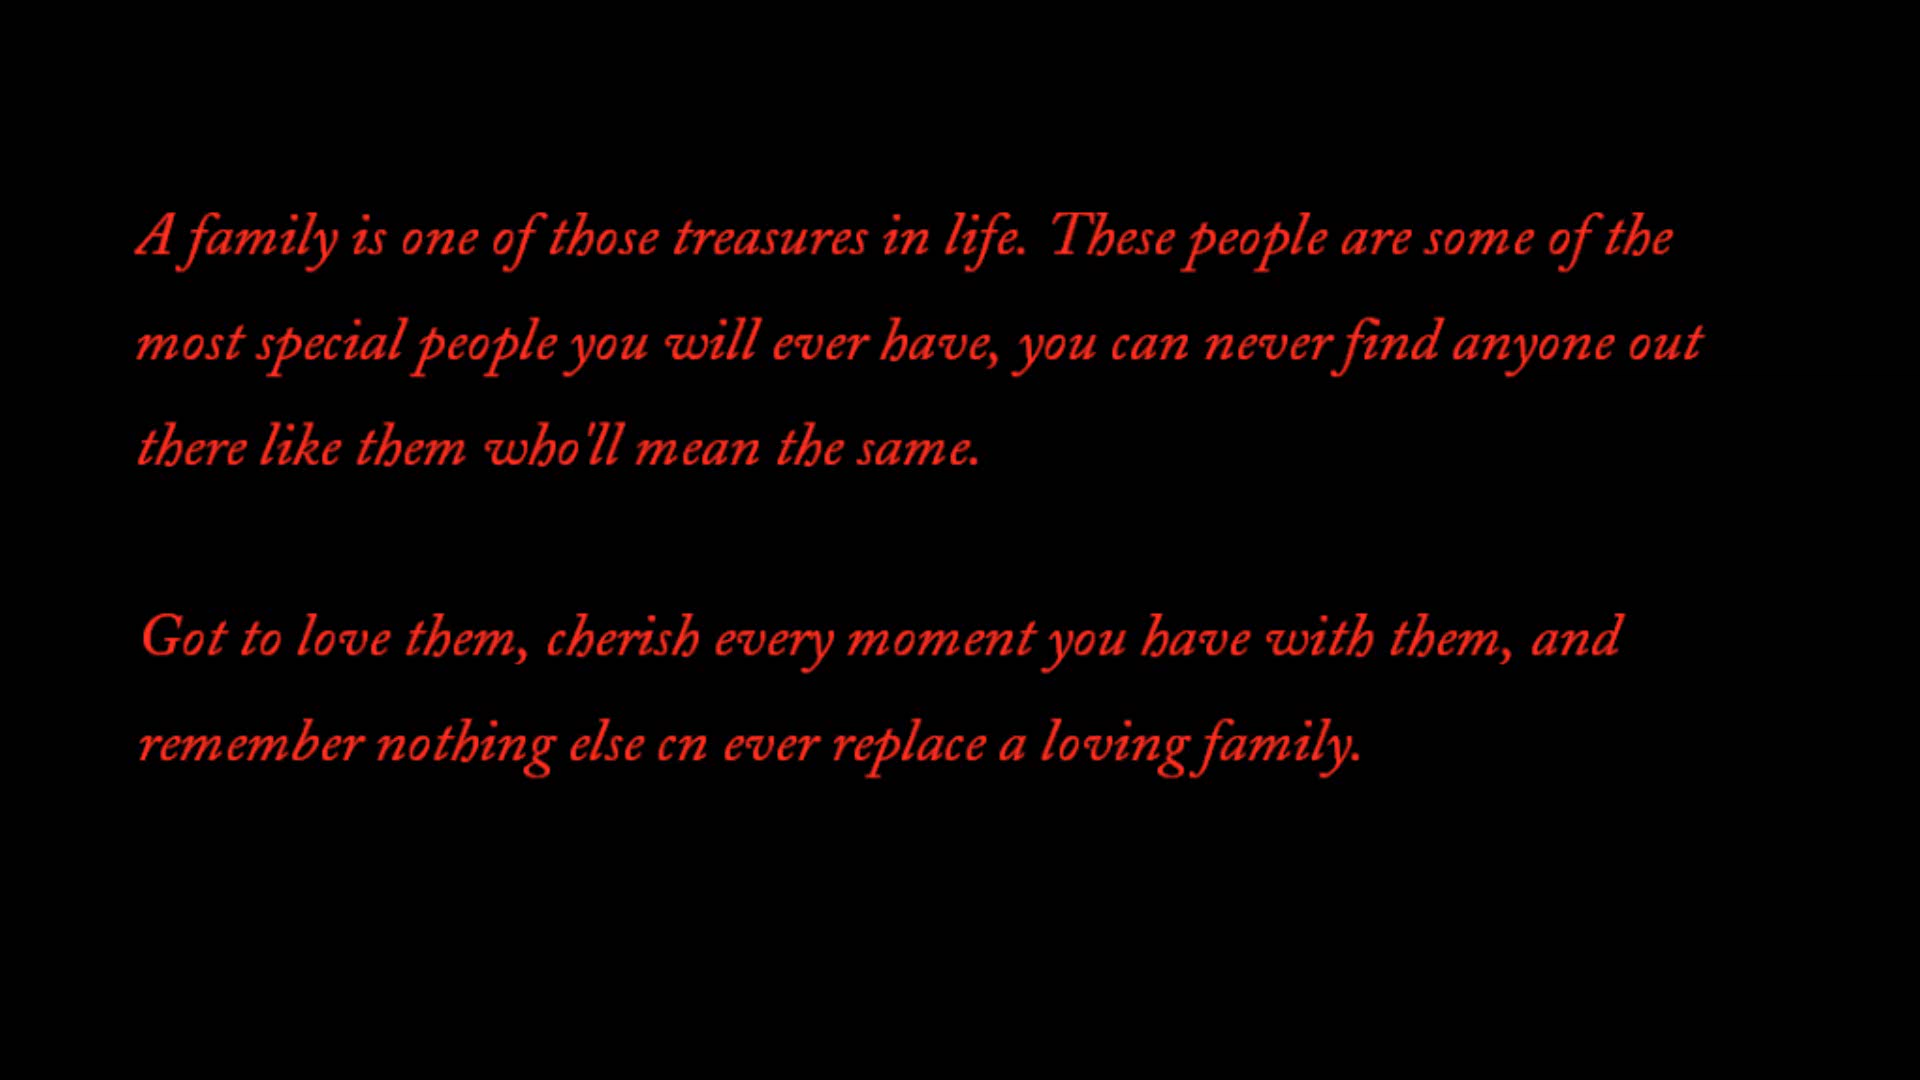 A family is one of those treasures in life. These people are some of the
most special people you will ever have, you can never find anyone out
there like them who'll mean the same.
Got to love them, cherish every moment you have with them, and
remember nothing else cn ever replace a loving family.